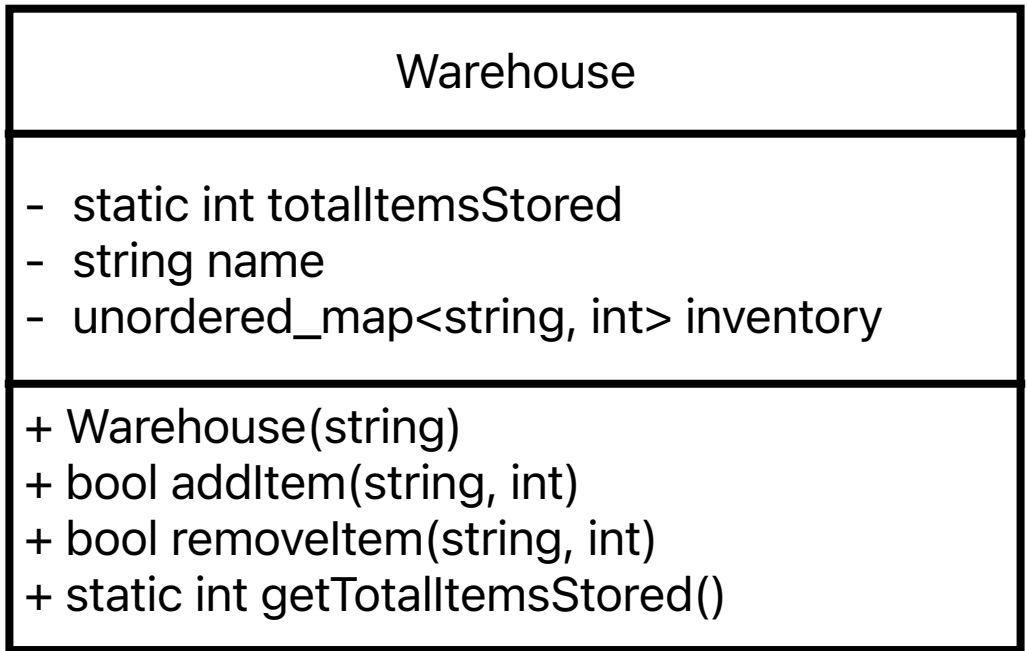 Warehouse
- static int totalItemsStored
- string name
- unordered_map<string, int> inventory
+ Warehouse(string)
+ bool addItem(string, int)
+ bool removeItem(string, int)
+ static int getTotalItemsStored()